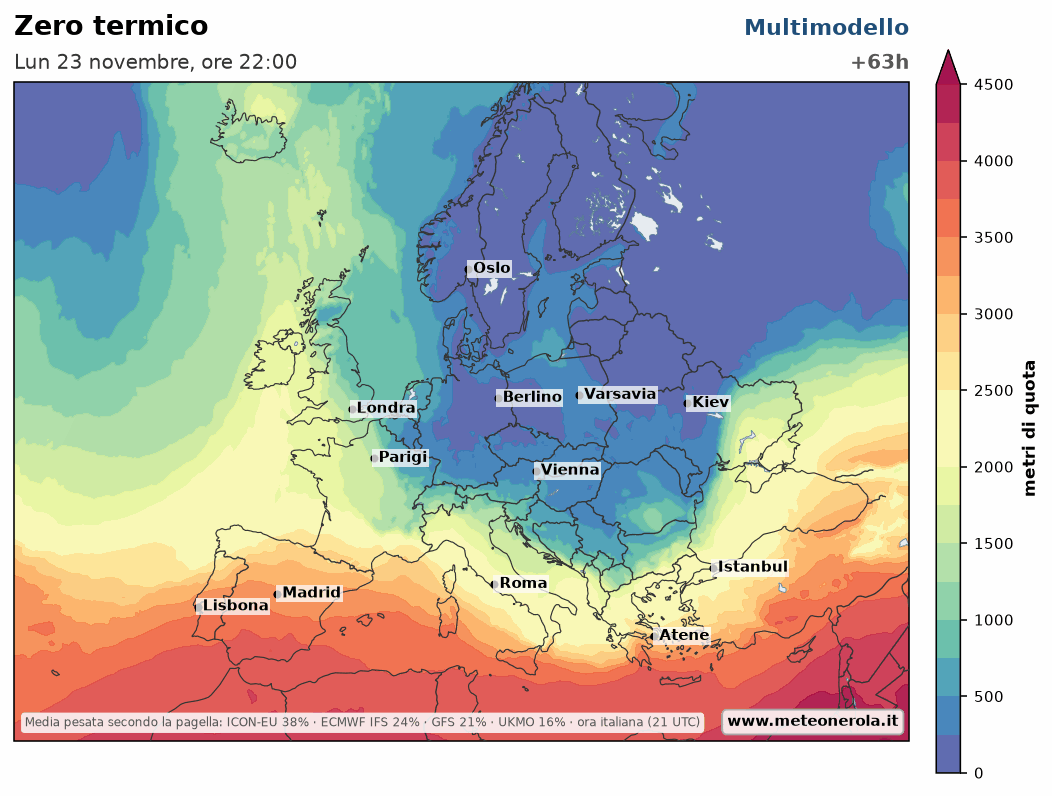 Zero termico
Multimodello
Lun 23 novembre, ore 22:00
+63h
4500
4000
3500
3000
2500
2000
1500
1000
500
0
metri di quota
Oslo
Berlino
Varsavia
Kiev
Londra
Parigi
Vienna
Istanbul
Roma
Madrid
Lisbona
Atene
Media pesata secondo la pagella: ICON-EU 38% · ECMWF IFS 24% · GFS 21% · UKMO 16% · ora italiana (21 UTC)
www.meteonerola.it